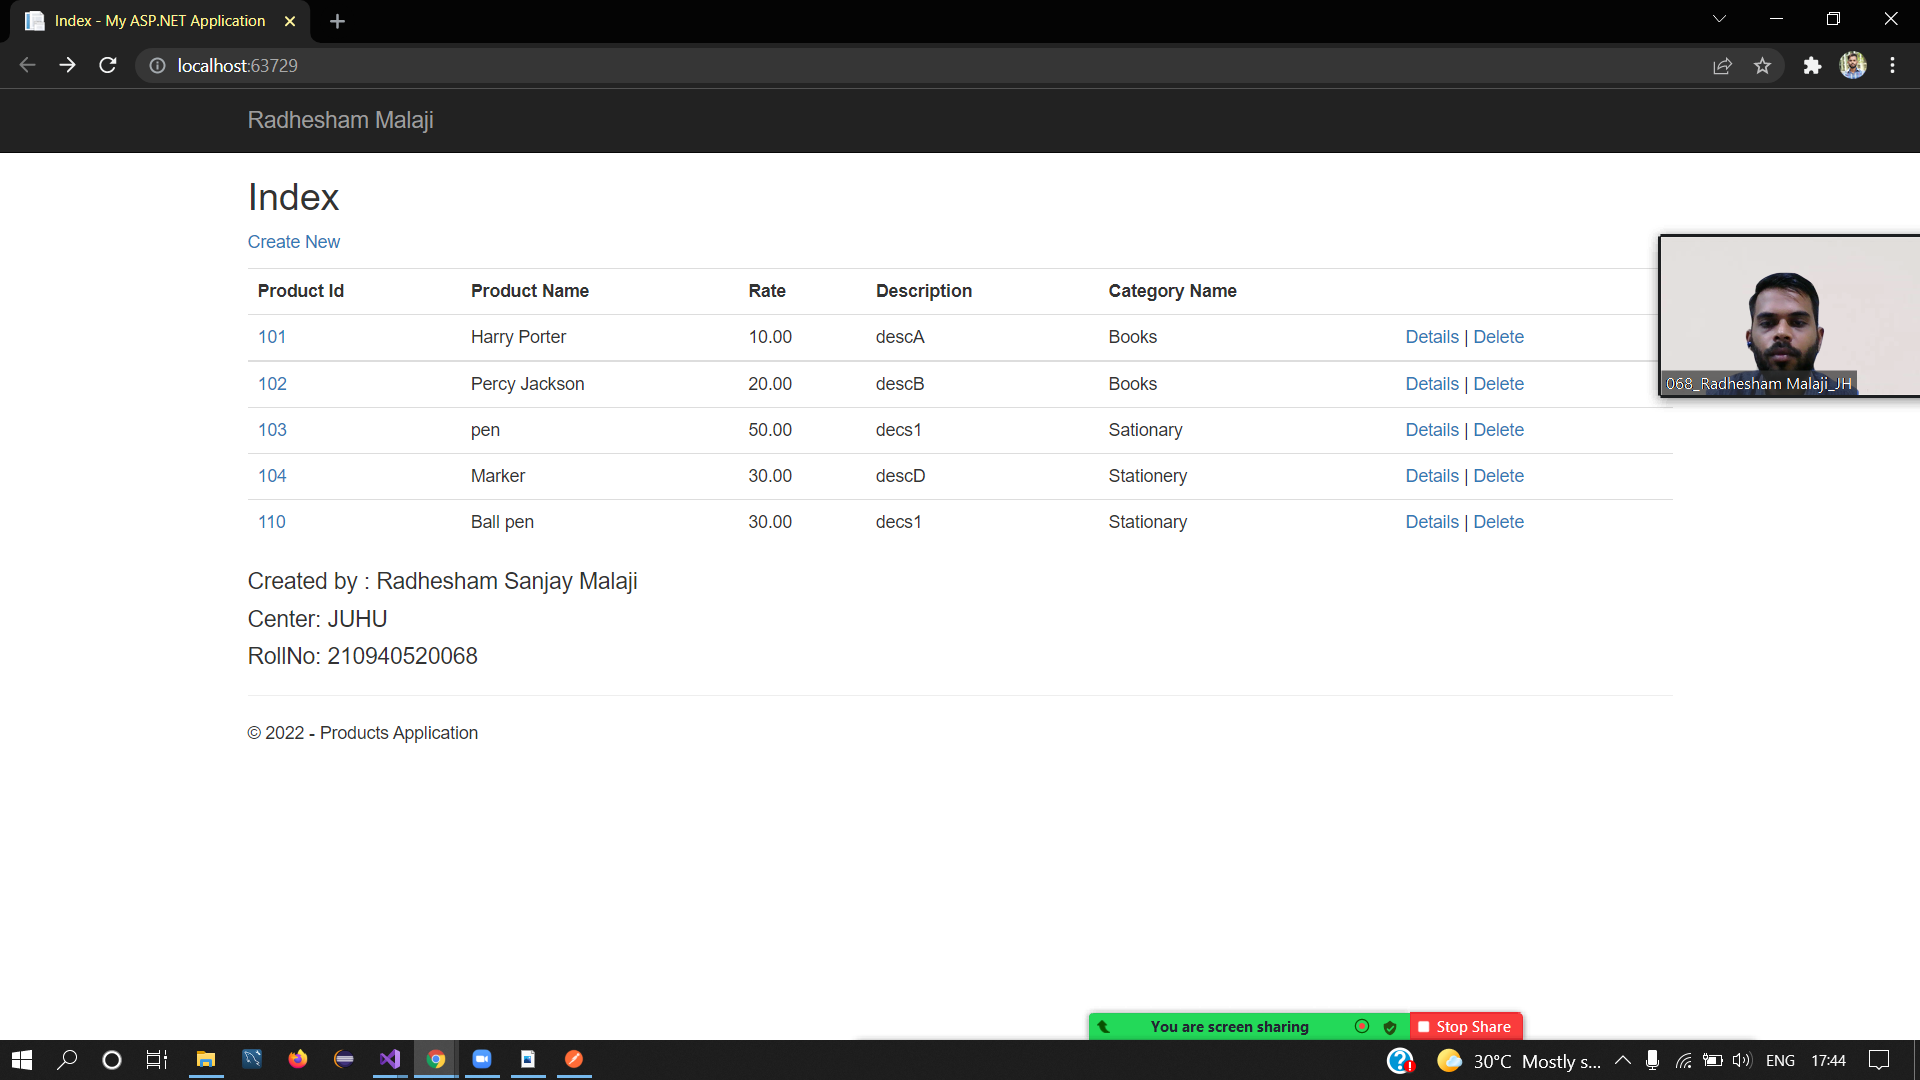 Index - My ASP.NET Application
localhost:63729
Radhesham Malaji
Index
Create New
Product Id Product Name Rate Description Category Name
101 Harry Porter 10.00 descA Books Details | Delete
102 Percy Jackson 20.00 descB Books Details | Delete
103 pen 50.00 decs1 Sationary Details | Delete
104 Marker 30.00 descD Stationery Details | Delete
110 Ball pen 30.00 decs1 Stationary Details | Delete
068_Radhesham Malaji_JH
Created by : Radhesham Sanjay Malaji
Center: JUHU
RollNo: 210940520068
© 2022 - Products Application
You are screen sharing Stop Share
30°C Mostly s... ENG 17:44